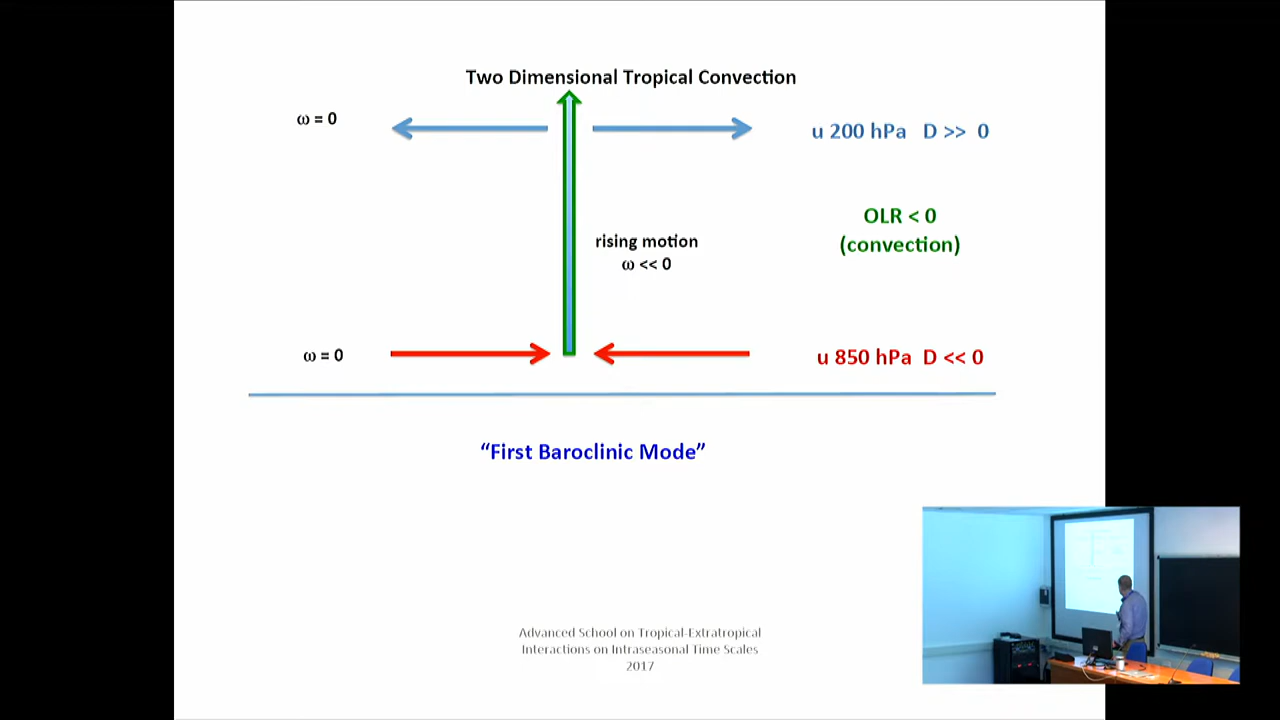 Two Dimensional Tropical Convection
ω = 0
u 200 hPa D >> 0
OLR < 0
(convection)
rising motion
ω << 0
ω = 0
u 850 hPa D << 0
“First Baroclinic Mode”
Advanced School on Tropical-Extratropical
Interactions on Intraseasonal Time Scales
2017